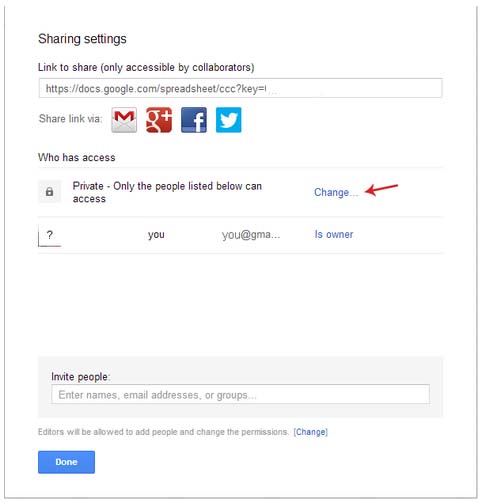 Sharing settings
Link to share (only accessible by collaborators)
https://docs.google.com/spreadsheet/ccc?key=
Share link via:
Who has access
Private - Only the people listed below can
access
Change...
? you you@gma... Is owner
Invite people:
Enter names, email addresses, or groups...
Editors will be allowed to add people and change the permissions. [Change]
Done